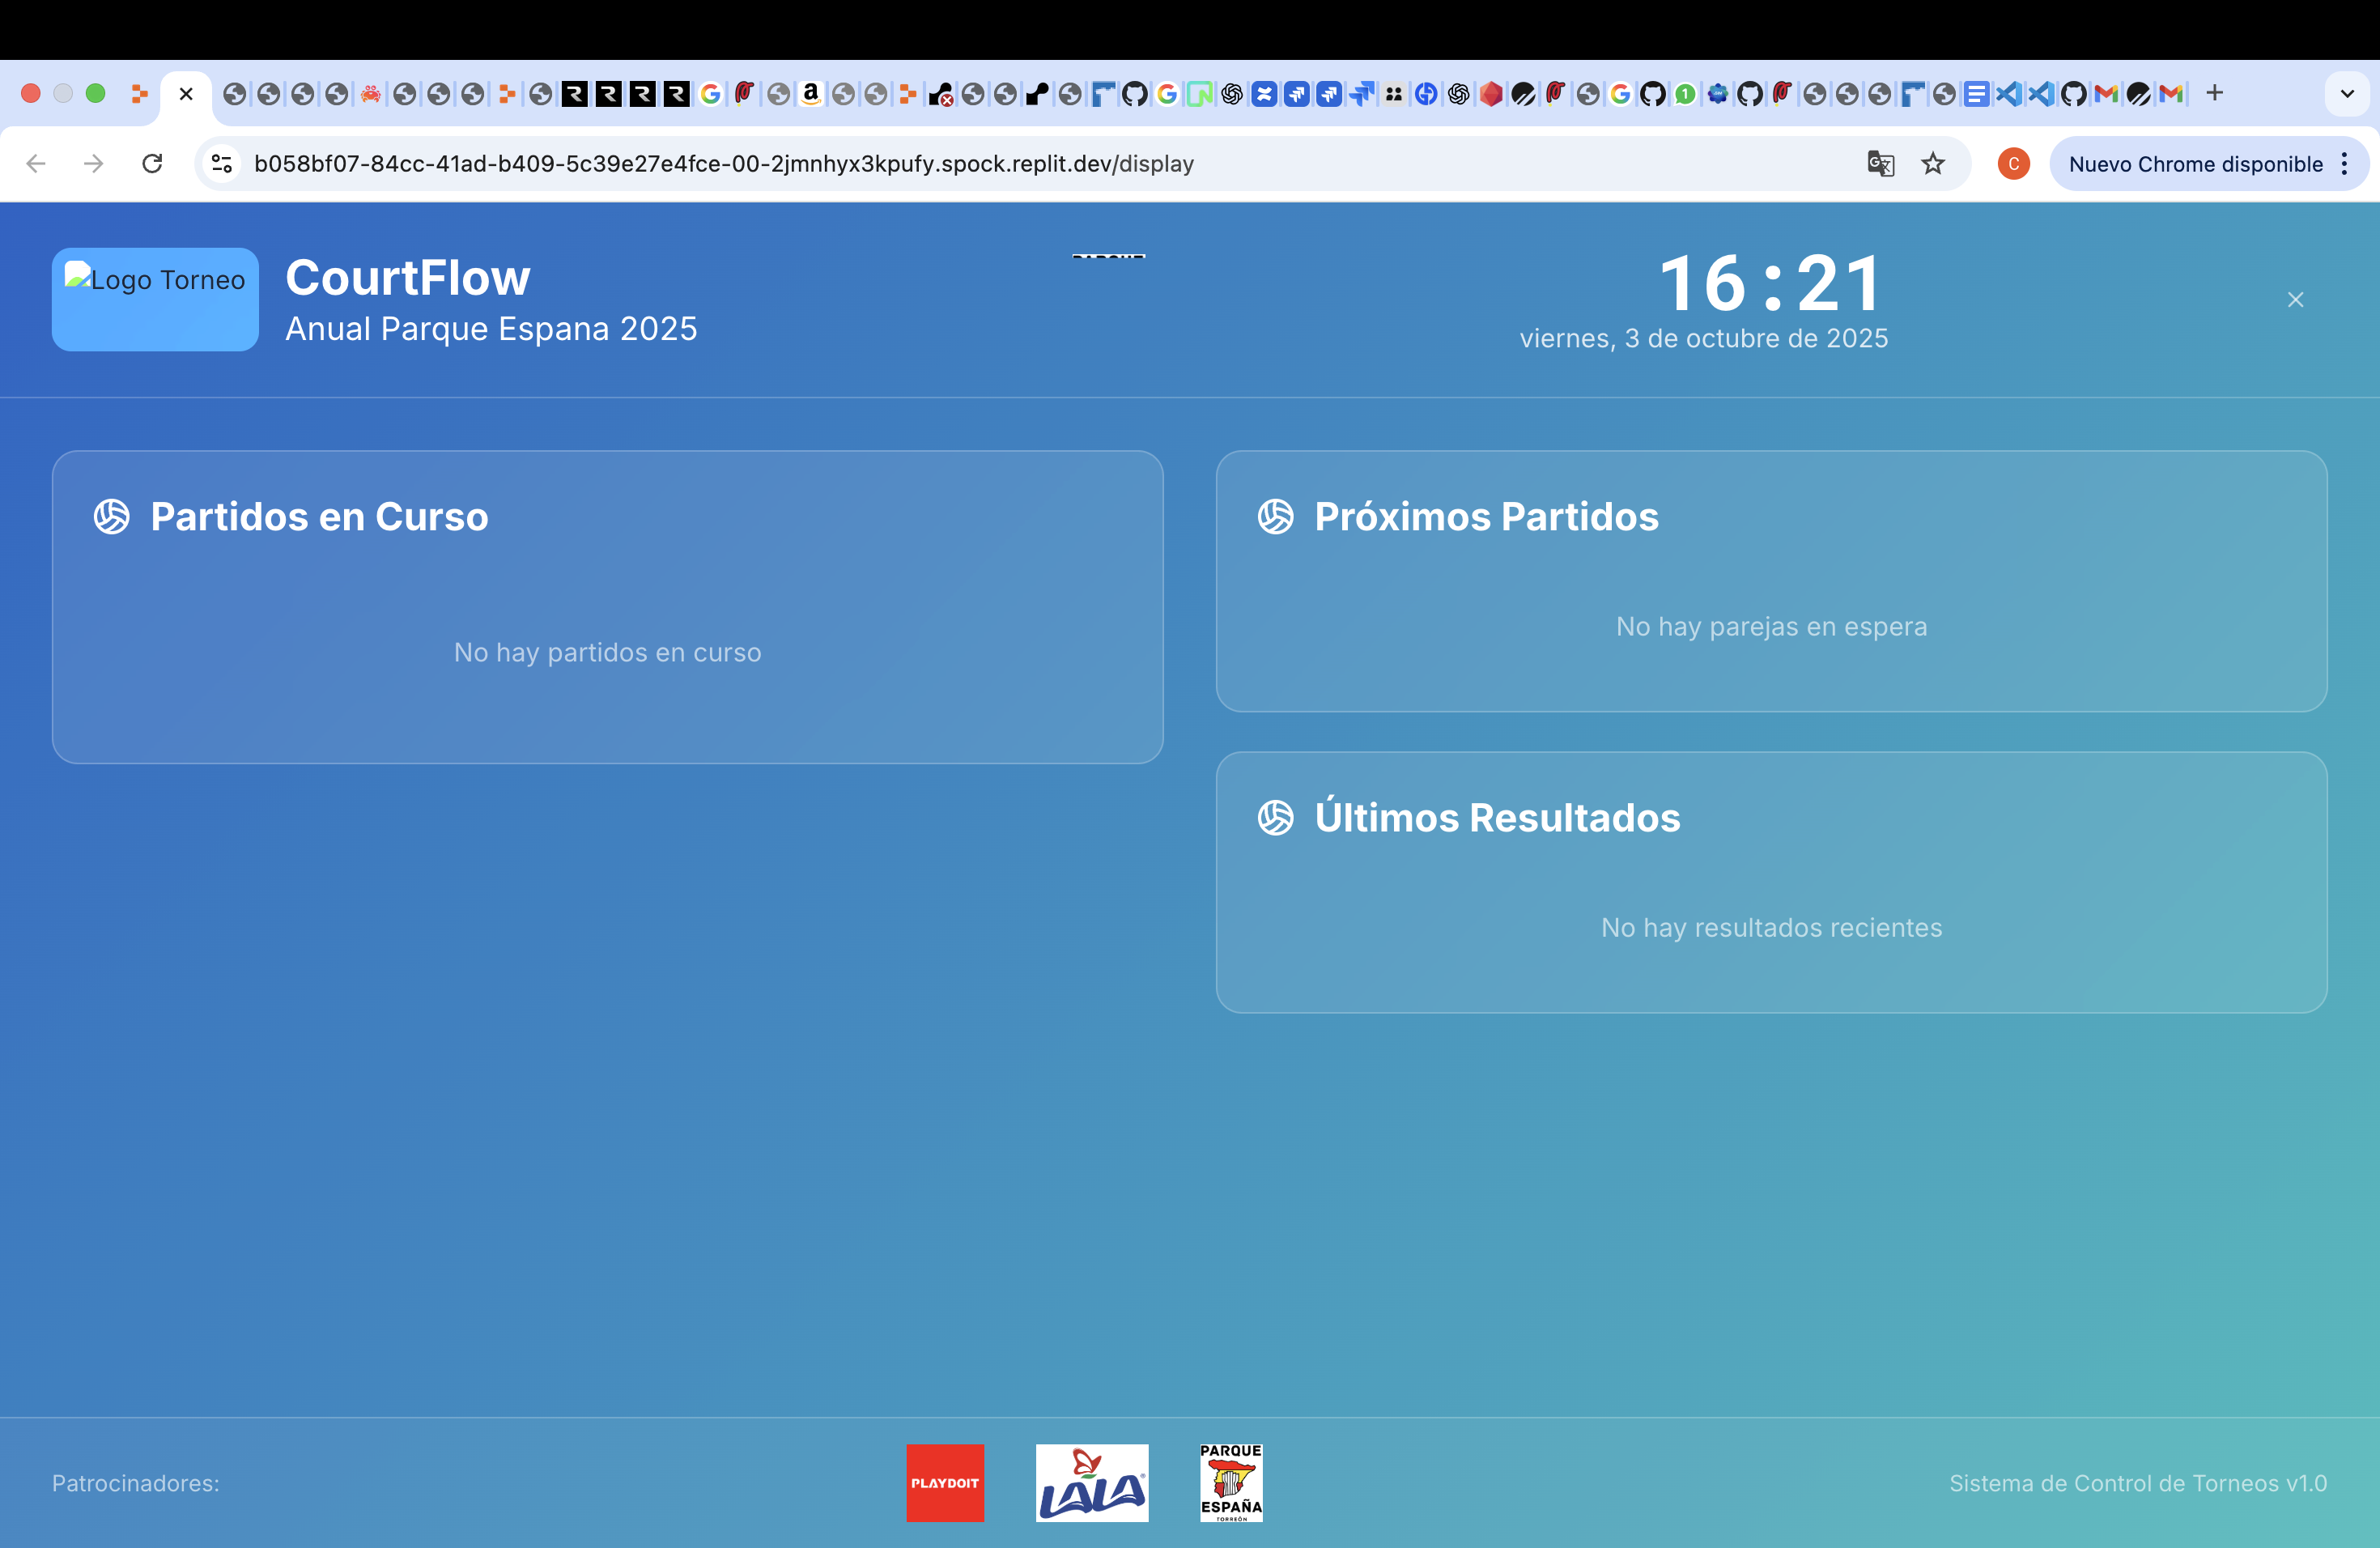 b058bf07-84cc-41ad-b409-5c39e27e4fce-00-2jmnhyx3kpufy.spock.replit.dev/display
Nuevo Chrome disponible
C
Logo Torneo
CourtFlow
Anual Parque Espana 2025
16:21
viernes, 3 de octubre de 2025
Partidos en Curso
No hay partidos en curso
Próximos Partidos
No hay parejas en espera
Últimos Resultados
No hay resultados recientes
Patrocinadores:
PLAYDOIT
LALA
PARQUE
ESPAÑA
TORREÓN
Sistema de Control de Torneos v1.0